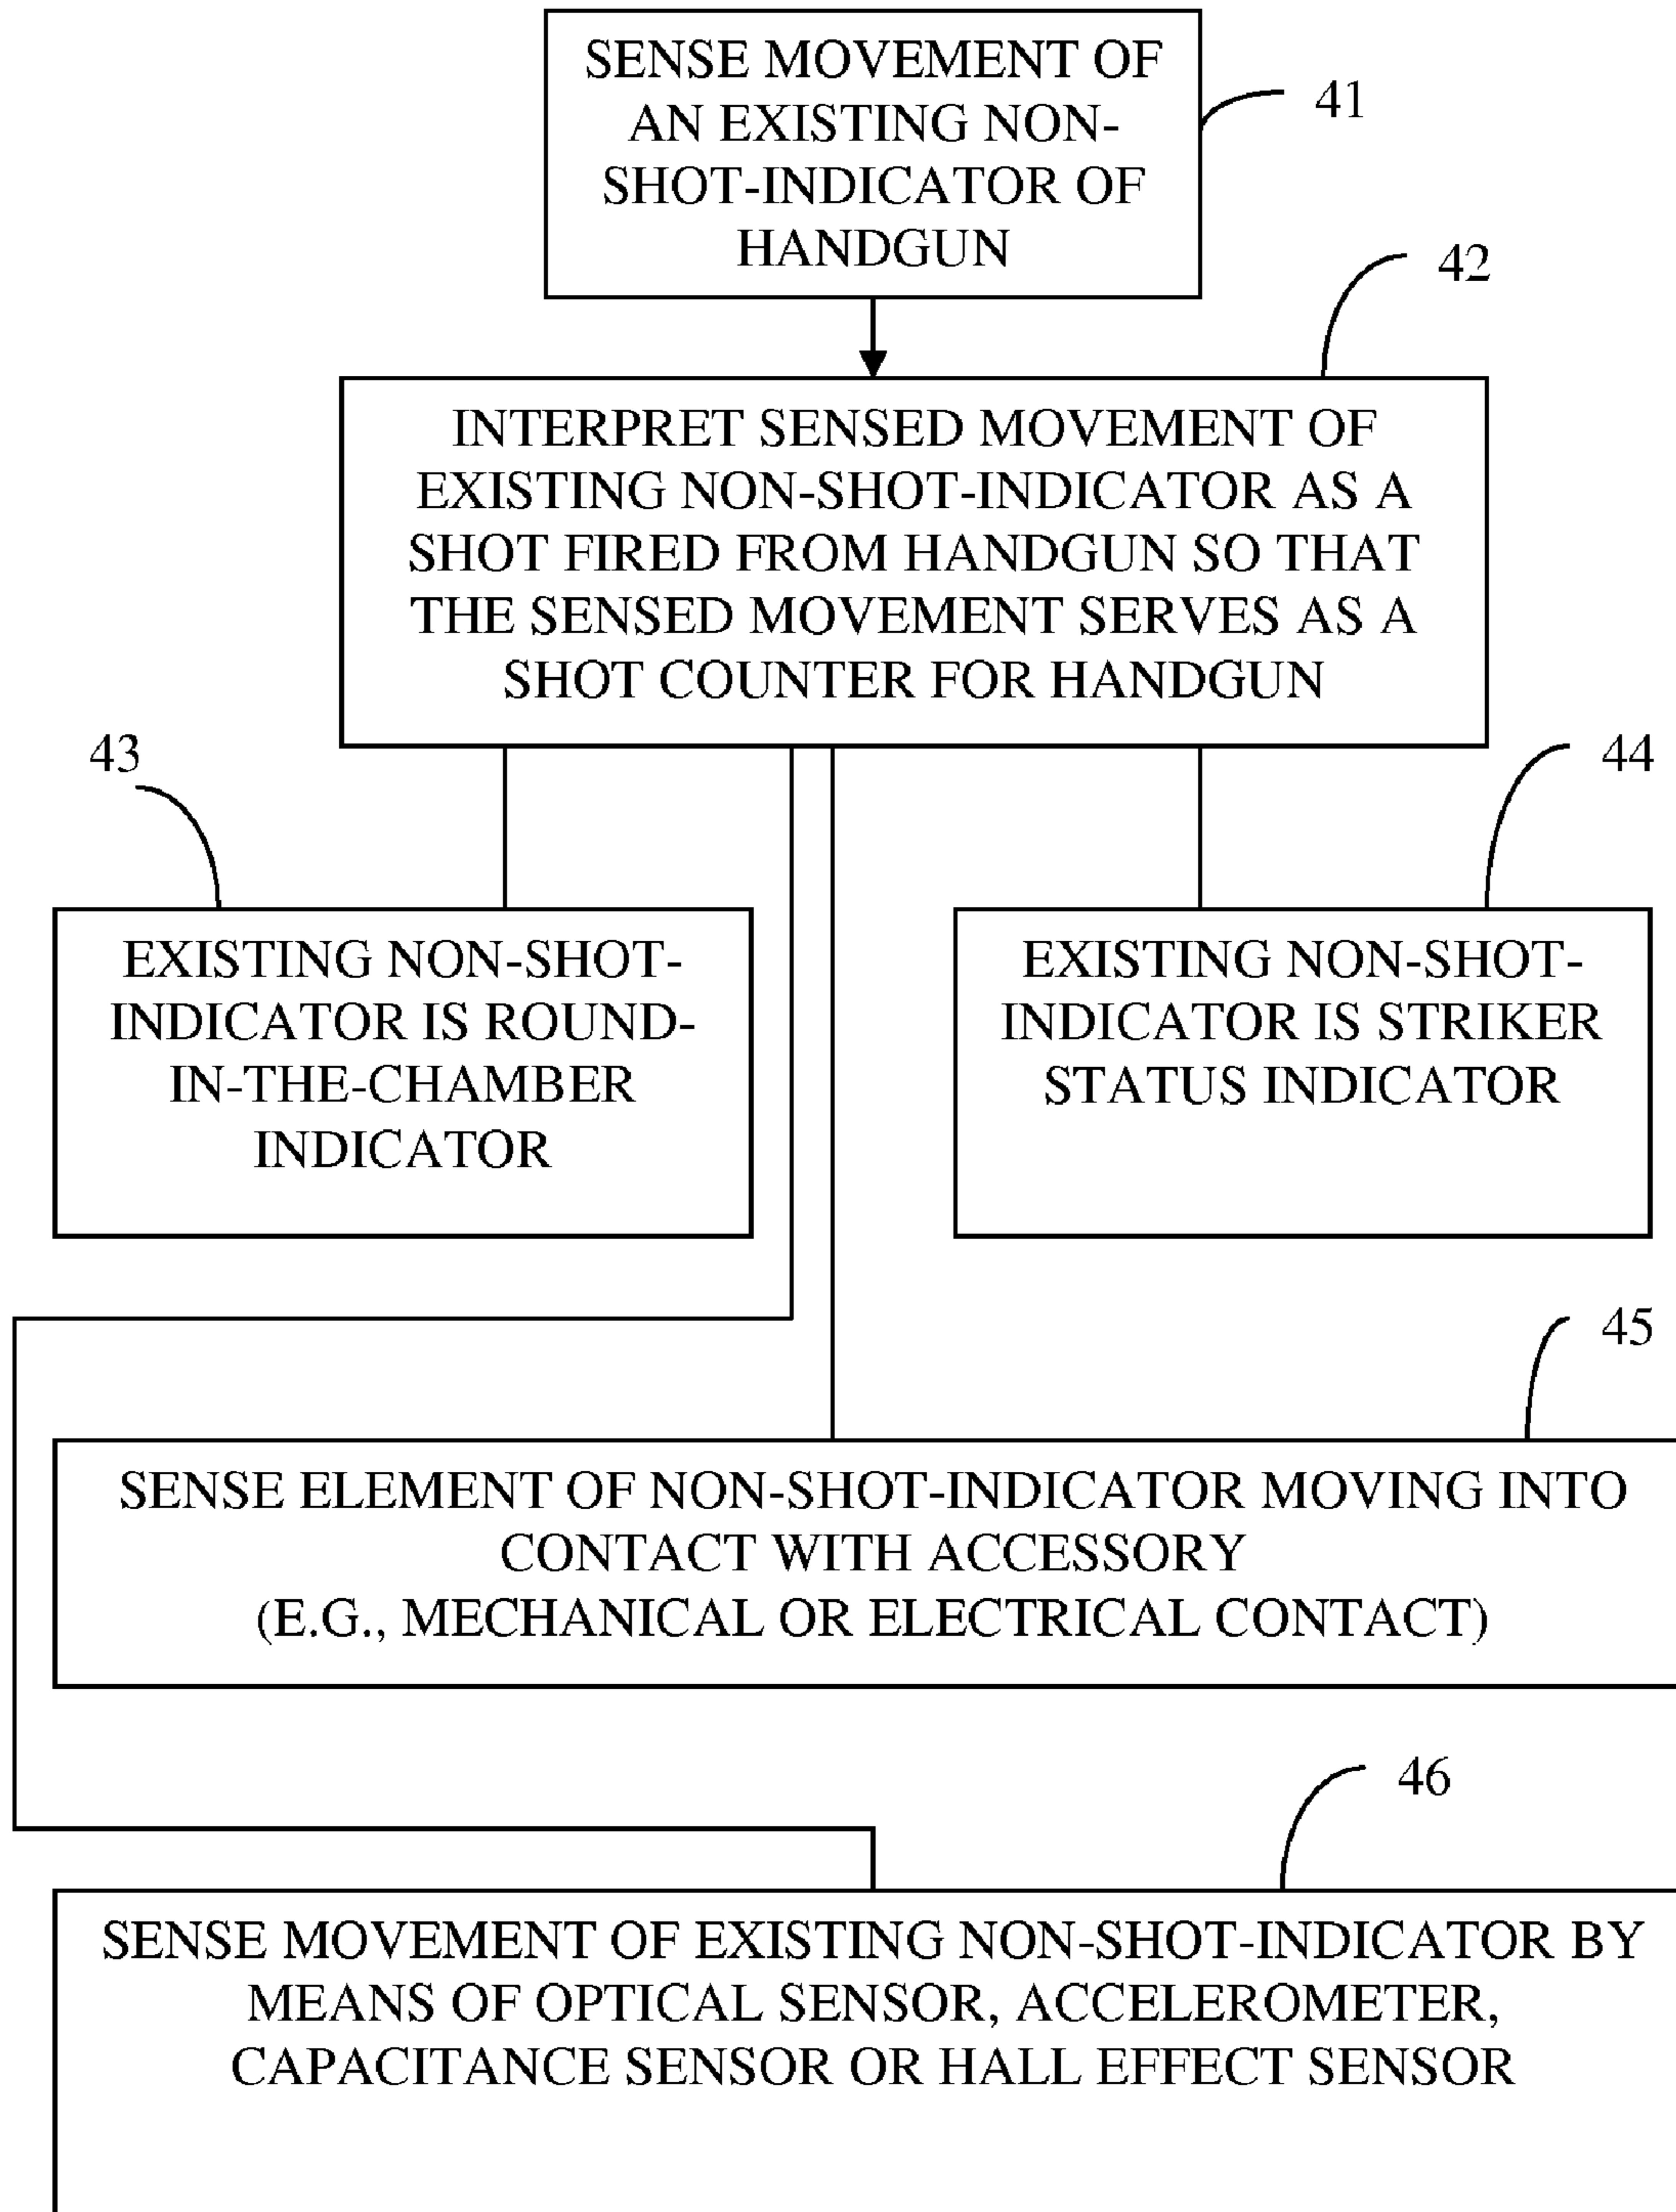 SENSE MOVEMENT OF
AN EXISTING NON-
SHOT-INDICATOR OF
HANDGUN
41
42
INTERPRET SENSED MOVEMENT OF
EXISTING NON-SHOT-INDICATOR AS A
SHOT FIRED FROM HANDGUN SO THAT
THE SENSED MOVEMENT SERVES AS A
SHOT COUNTER FOR HANDGUN
43
44
EXISTING NON-SHOT-
INDICATOR IS ROUND-
IN-THE-CHAMBER
INDICATOR
EXISTING NON-SHOT-
INDICATOR IS STRIKER
STATUS INDICATOR
45
SENSE ELEMENT OF NON-SHOT-INDICATOR MOVING INTO
CONTACT WITH ACCESSORY
(E.G., MECHANICAL OR ELECTRICAL CONTACT)
46
SENSE MOVEMENT OF EXISTING NON-SHOT-INDICATOR BY
MEANS OF OPTICAL SENSOR, ACCELEROMETER,
CAPACITANCE SENSOR OR HALL EFFECT SENSOR